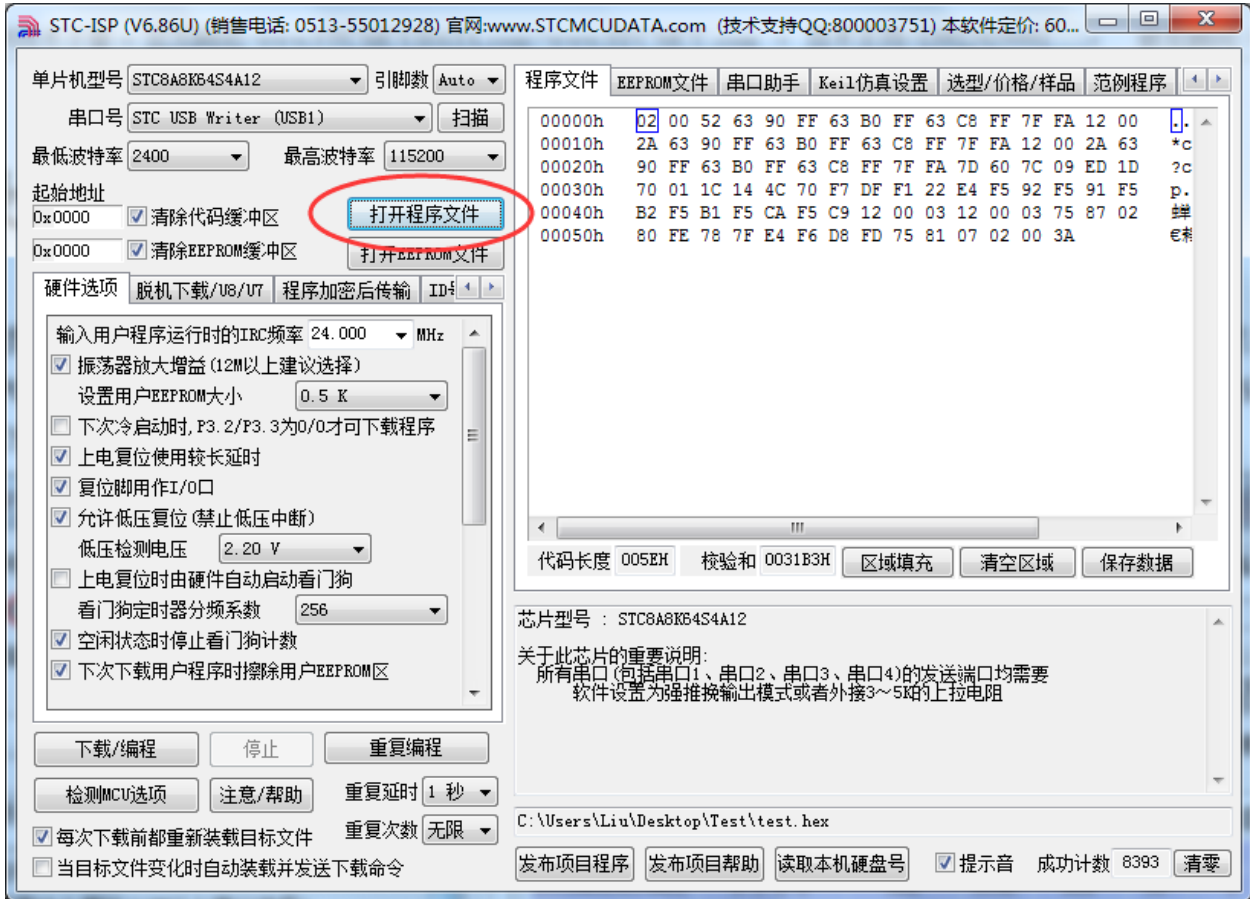 STC-ISP (V6.86U) (销售电话: 0513-55012928) 官网:www.STCMCUDATA.com (技术支持QQ:800003751) 本软件定价: 60...
单片机型号 STC8A8K64S4A12 引脚数 Auto
串口号 STC USB Writer (USB1) 扫描
最低波特率 2400 最高波特率 115200
起始地址
0x0000 清除代码缓冲区 打开程序文件
0x0000 清除EEPROM缓冲区 打开EEPROM文件
硬件选项 脱机下载/U8/U7 程序加密后传输
输入用户程序运行时的IRC频率 24.000 MHz
振荡器放大增益(12M以上建议选择)
设置用户EEPROM大小 0.5 K
下次冷启动时,P3.2/P3.3为0/0才可下载程序
上电复位使用较长延时
复位脚用作I/O口
允许低压复位(禁止低压中断)
低压检测电压 2.20 V
上电复位时由硬件自动启动看门狗
看门狗定时器分频系数 256
空闲状态时停止看门狗计数
下次下载用户程序时擦除用户EEPROM区
下载/编程 停止 重复编程
检测MCU选项 注意/帮助 重复延时 1 秒
每次下载前都重新装载目标文件 重复次数 无限
当目标文件变化时自动装载并发送下载命令
程序文件 EEPROM文件 串口助手 Keil仿真设置 选型/价格/样品 范例程序
00000h 02 00 52 63 90 FF 63 B0 FF 63 C8 FF 7F FA 12 00 ..
00010h 2A 63 90 FF 63 B0 FF 63 C8 FF 7F FA 12 00 2A 63 *c
00020h 90 FF 63 B0 FF 63 C8 FF 7F FA 7D 60 7C 09 ED 1D ?c
00030h 70 01 1C 14 4C 70 F7 DF F1 22 E4 F5 92 F5 91 F5 p.
00040h B2 F5 B1 F5 CA F5 C9 12 00 03 12 00 03 75 87 02
00050h 80 FE 78 7F E4 F6 D8 FD 75 81 07 02 00 3A
代码长度 005EH 校验和 0031B3H 区域填充 清空区域 保存数据
芯片型号 : STC8A8K64S4A12
关于此芯片的重要说明:
所有串口(包括串口1、串口2、串口3、串口4)的发送端口均需要
软件设置为强推挽输出模式或者外接3～5K的上拉电阻
C:\Users\Liu\Desktop\Test\test.hex
发布项目程序 发布项目帮助 读取本机硬盘号 提示音 成功计数 8393 清零